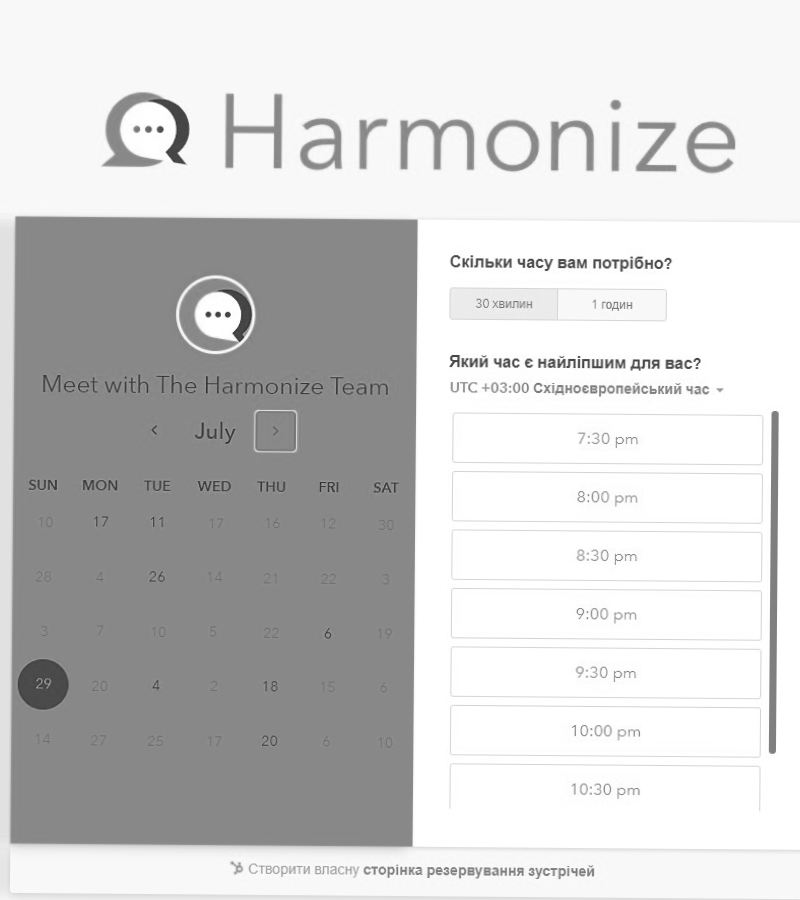 Harmonize
Meet with The Harmonize Team
July
SUN MON TUE WED THU FRI SAT
10 17 11 17 16 12 30
28 4 26 14 21 22 3
3 7 10 5 22 6 19
29 20 4 2 18 15 6
14 27 25 17 20 6 10
Скільки часу вам потрібно?
30 хвилин 1 годин
Який час є найліпшим для вас?
UTC +03:00 Східноєвропейський час
7:30 pm
8:00 pm
8:30 pm
9:00 pm
9:30 pm
10:00 pm
10:30 pm
Створити власну сторінка резервування зустрічей